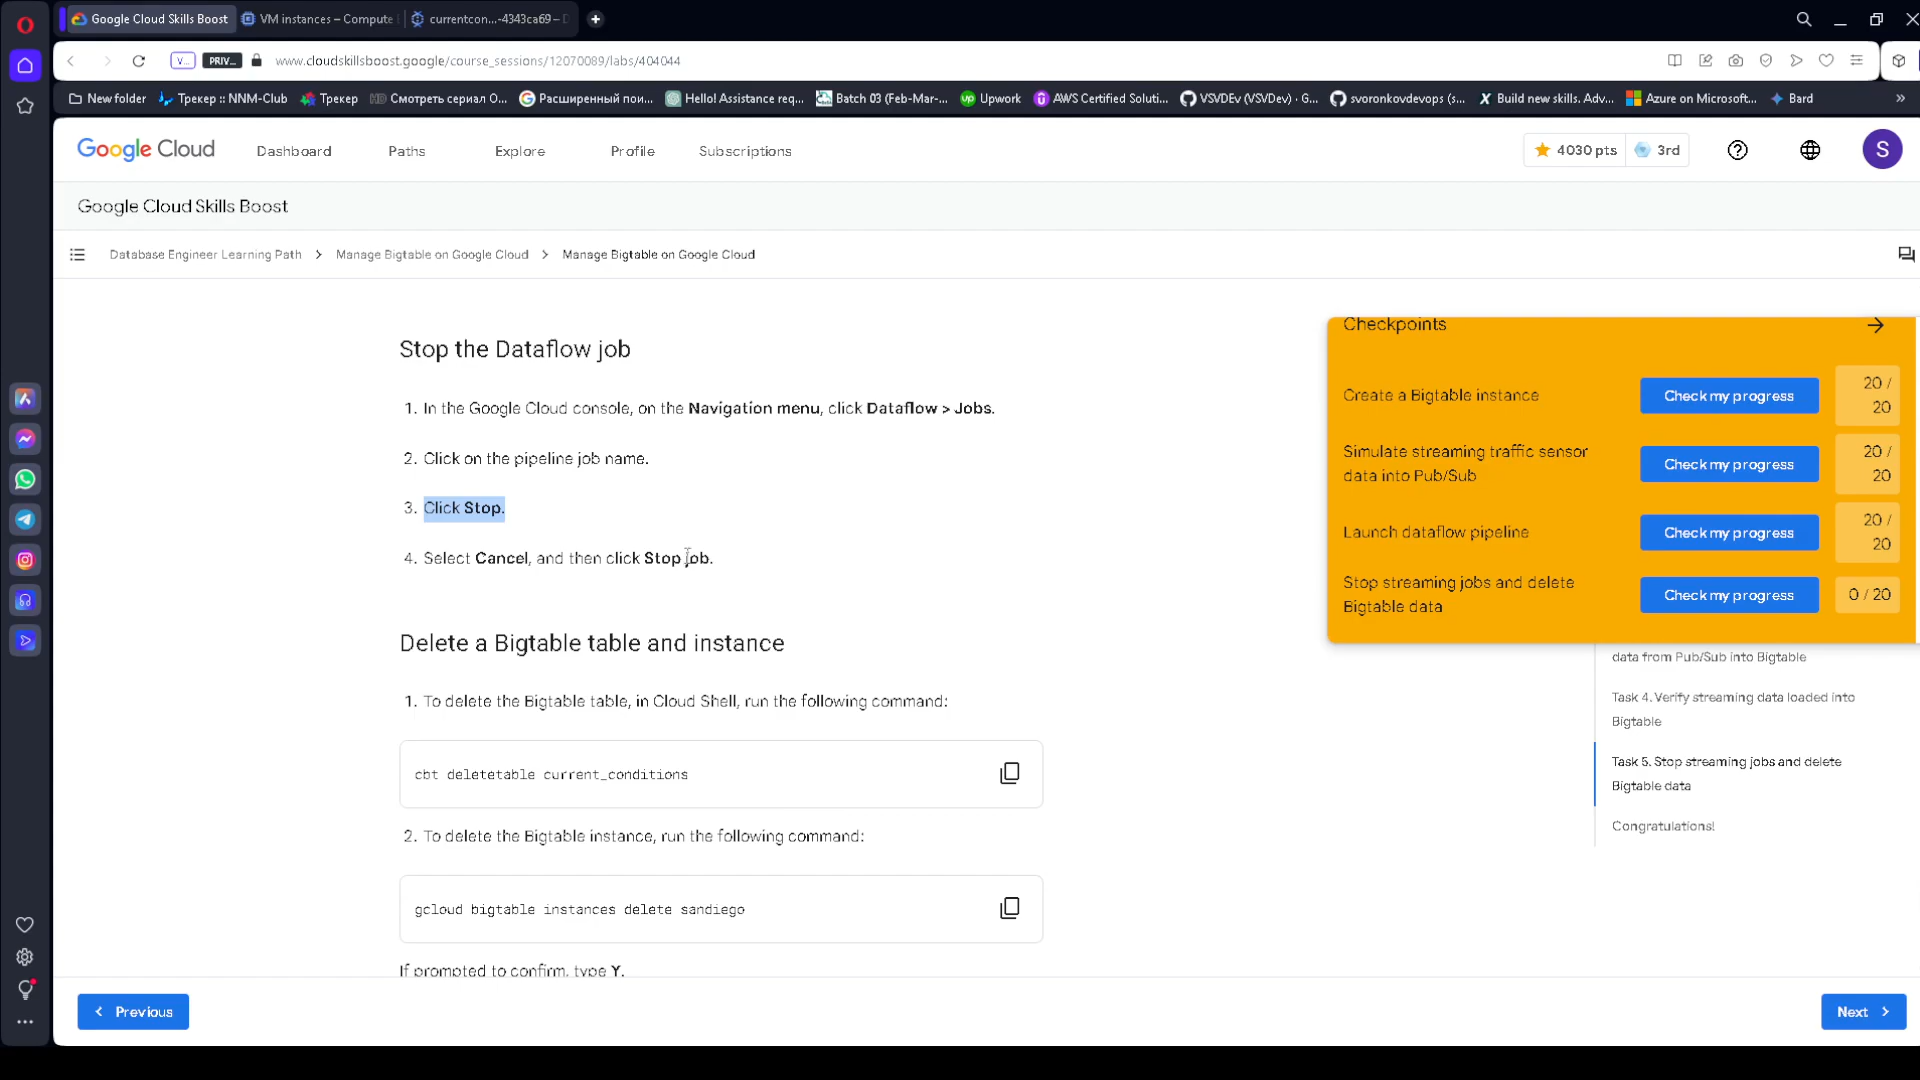 Google Cloud Skills Boost
VM instances – Compute
currentcon...-4343ca69 – D
V...
PRIV...
www.cloudskillsboost.google/course_sessions/12070089/labs/404044
New folder
Трекер :: NNM-Club
Трекер
HD Смотреть сериал О...
Расширенный пои...
Hello! Assistance req...
Batch 03 (Feb-Mar-...
up Upwork
AWS Certified Soluti...
VSVDEv (VSVDev) · G...
svoronkovdevops (s...
Build new skills. Adv...
Azure on Microsoft...
Bard
»
Google Cloud
Dashboard
Paths
Explore
Profile
Subscriptions
4030 pts
3rd
S
Google Cloud Skills Boost
Database Engineer Learning Path > Manage Bigtable on Google Cloud > Manage Bigtable on Google Cloud
Stop the Dataflow job
1. In the Google Cloud console, on the Navigation menu, click Dataflow > Jobs.
2. Click on the pipeline job name.
3. Click Stop.
4. Select Cancel, and then click Stop job.
Delete a Bigtable table and instance
1. To delete the Bigtable table, in Cloud Shell, run the following command:
cbt deletetable current_conditions
2. To delete the Bigtable instance, run the following command:
gcloud bigtable instances delete sandiego
If prompted to confirm, type Y.
Checkpoints
Create a Bigtable instance
Check my progress
20 /
20
Simulate streaming traffic sensor
data into Pub/Sub
Check my progress
20 /
20
Launch dataflow pipeline
Check my progress
20 /
20
Stop streaming jobs and delete
Bigtable data
Check my progress
0 / 20
data from Pub/Sub into Bigtable
Task 4. Verify streaming data loaded into
Bigtable
Task 5. Stop streaming jobs and delete
Bigtable data
Congratulations!
Previous
Next